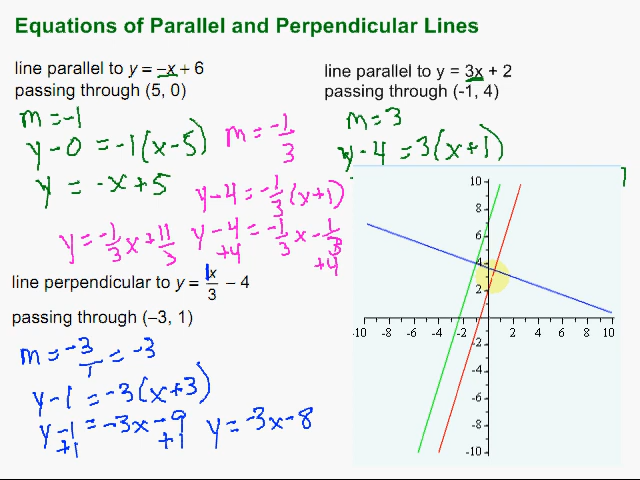 Equations of Parallel and Perpendicular Lines
line parallel to y = –x + 6
passing through (5, 0)
m = -1
y-0 = -1(x-5)
y = -x+5
line parallel to y = 3x + 2
passing through (-1, 4)
m = 3
y-4 = 3(x+1)
m = -1/3
y-4 = -1/3(x+1)
y-4 = -1/3x - 1/3
+4 +4
y = -1/3x + 11/3
line perpendicular to y = 1x/3 – 4
passing through (–3, 1)
m = -3/1 = -3
y-1 = -3(x+3)
y-1 = -3x-9
+1 +1
y = -3x-8
10
8
6
4
2
-10 -8 -6 -4 -2 2 4 6 8 10
-2
-4
-6
-8
-10